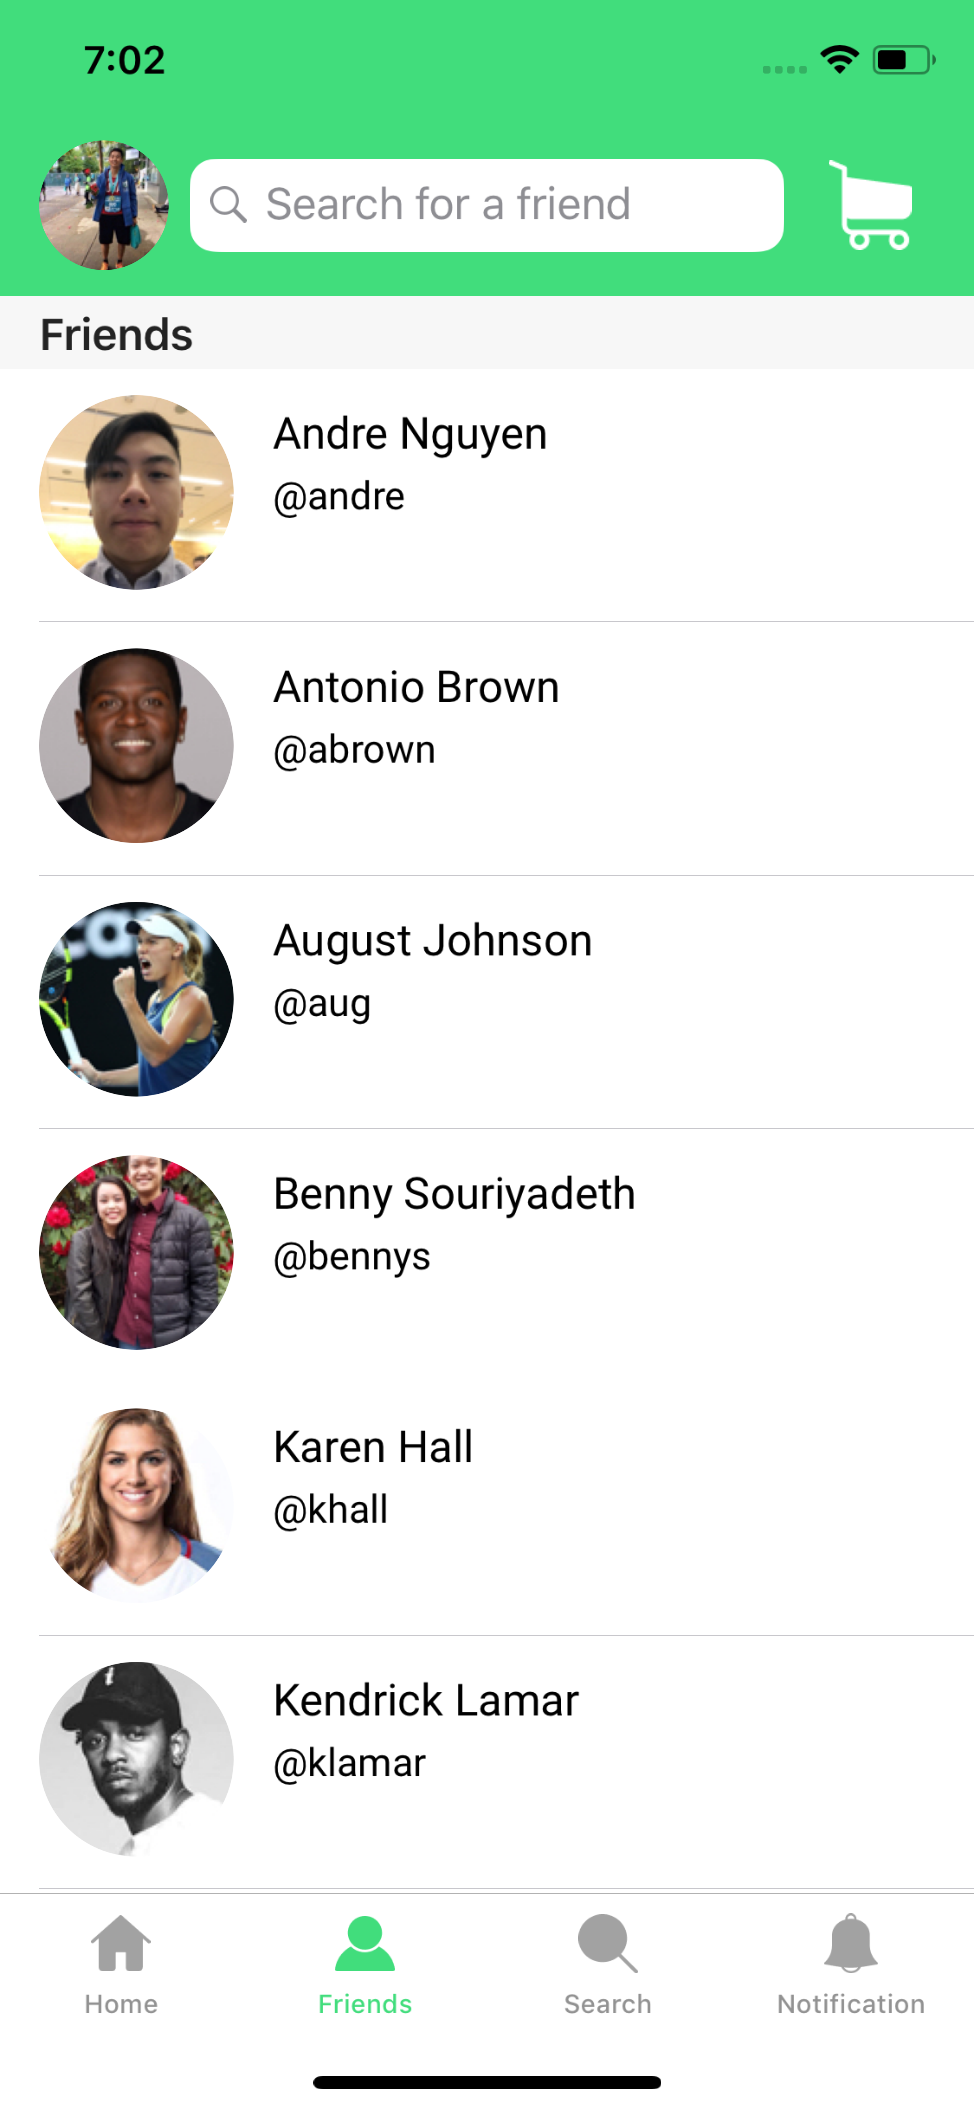 7:02
Search for a friend
Friends
Andre Nguyen
@andre
Antonio Brown
@abrown
August Johnson
@aug
Benny Souriyadeth
@bennys
Karen Hall
@khall
Kendrick Lamar
@klamar
Home
Friends
Search
Notification